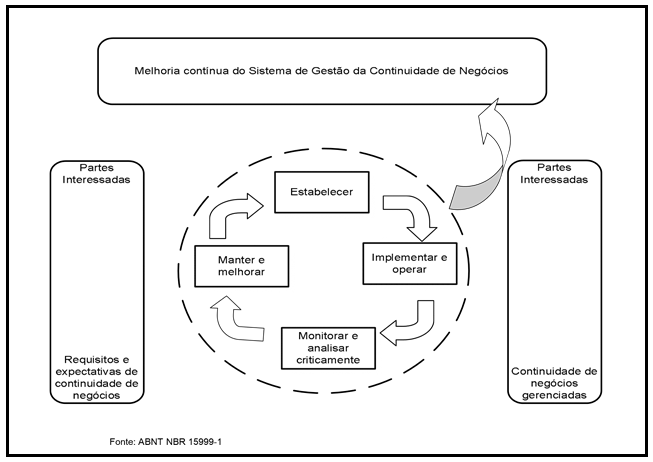 Melhoria contínua do Sistema de Gestão da Continuidade de Negócios
Partes
Interessadas
Requisitos e
expectativas de
continuidade de
negócios
Estabelecer
Implementar e
operar
Monitorar e
analisar
criticamente
Manter e
melhorar
Partes
Interessadas
Continuidade de
negócios
gerenciadas
Fonte: ABNT NBR 15999-1